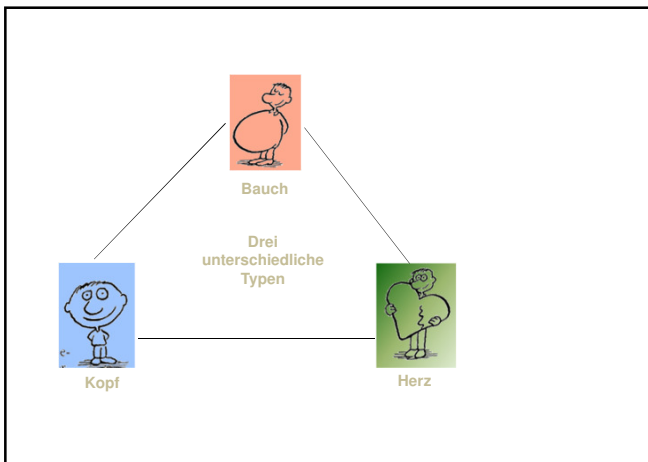 Bauch
Drei
unterschiedliche
Typen
Kopf
Herz